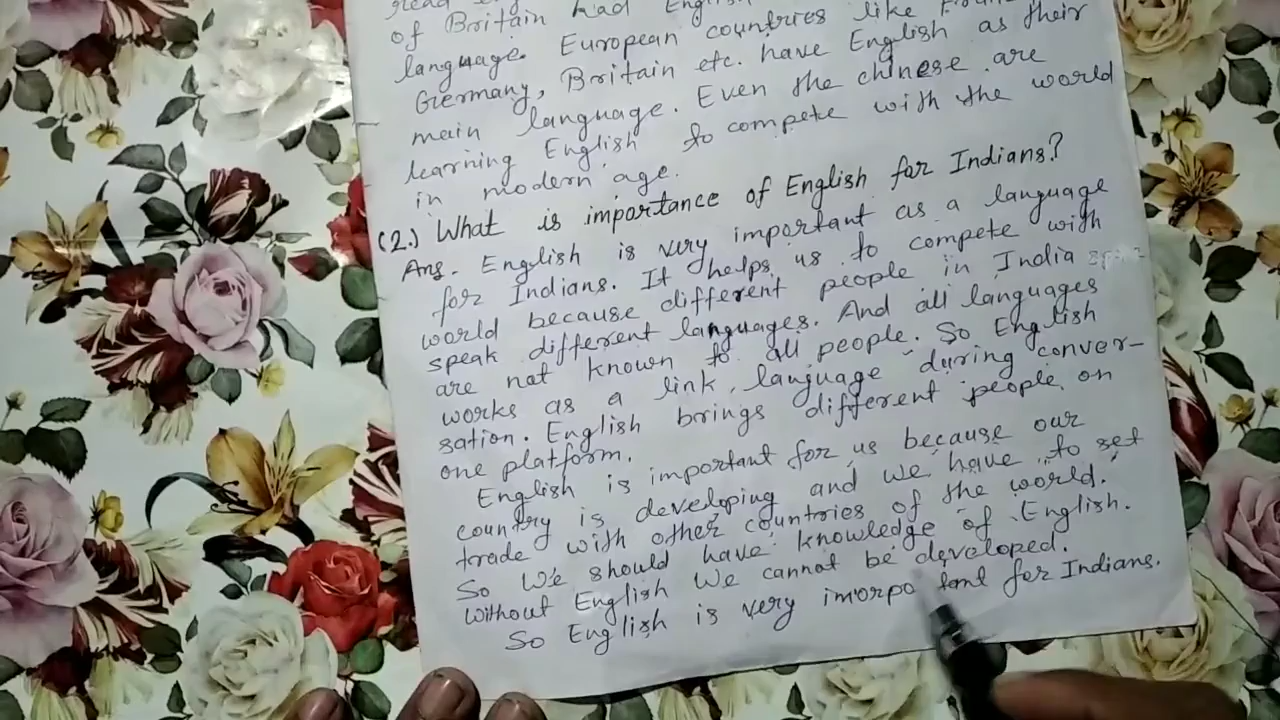 of Britain had
language. European countries like
Germany, Britain etc. have English as their
main language. Even the chinese are
learning English to compete with the world
in modern age.
(2.) What is importance of English for Indians?
Ans. English is very important as a language
for Indians. It helps us to compete with
world because different people in India
speak different languages. And all languages
are not known to all people. So English
works as a link language during conver-
sation. English brings different people on
one platform.
English is important for us because our
country is developing and we have to set
trade with other countries of the world.
So We should have knowledge of English.
Without English We cannot be developed.
So English is very imorpotant for Indians.